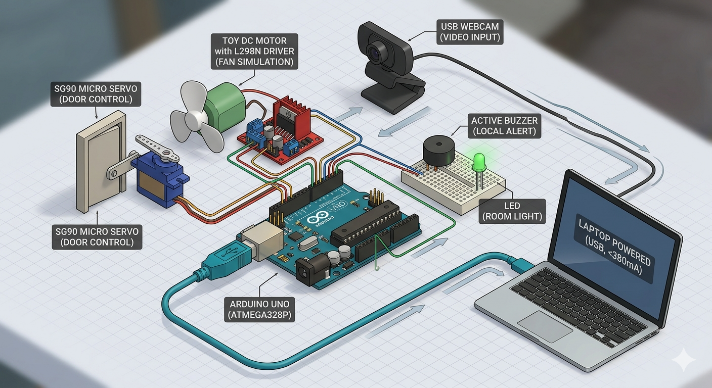 TOY DC MOTOR
with L298N DRIVER
(FAN SIMULATION)
USB WEBCAM
(VIDEO INPUT)
SG90 MICRO SERVO
(DOOR CONTROL)
ACTIVE BUZZER
(LOCAL ALERT)
LED
(ROOM LIGHT)
SG90 MICRO SERVO
(DOOR CONTROL)
LAPTOP POWERED
(USB, <380mA)
ARDUINO UNO
(ATMEGA328P)